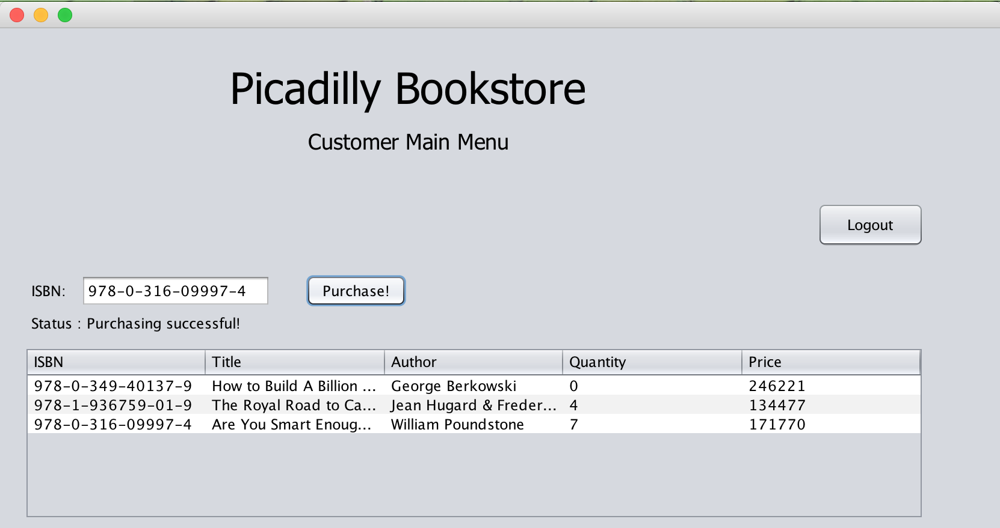 Picadilly Bookstore
Customer Main Menu
Logout
ISBN: 978-0-316-09997-4 Purchase!
Status : Purchasing successful!
ISBN Title Author Quantity Price
978-0-349-40137-9 How to Build A Billion ... George Berkowski 0 246221
978-1-936759-01-9 The Royal Road to Ca... Jean Hugard & Freder... 4 134477
978-0-316-09997-4 Are You Smart Enoug... William Poundstone 7 171770